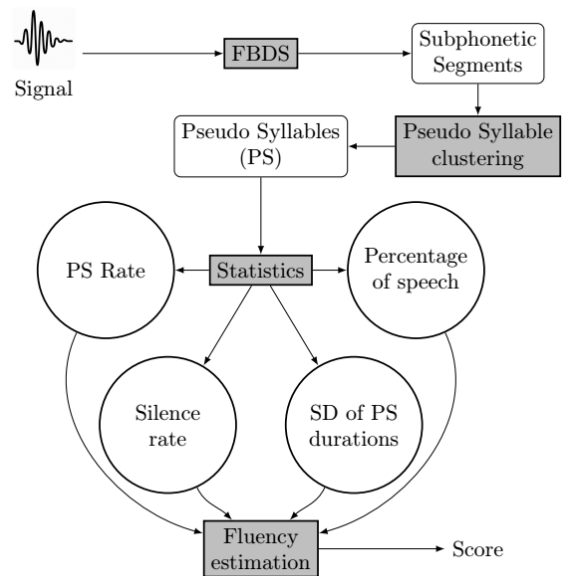 Signal
FBDS
Subphonetic
Segments
Pseudo Syllables
(PS)
Pseudo Syllable
clustering
PS Rate
Statistics
Percentage
of speech
Silence
rate
SD of PS
durations
Fluency
estimation
Score